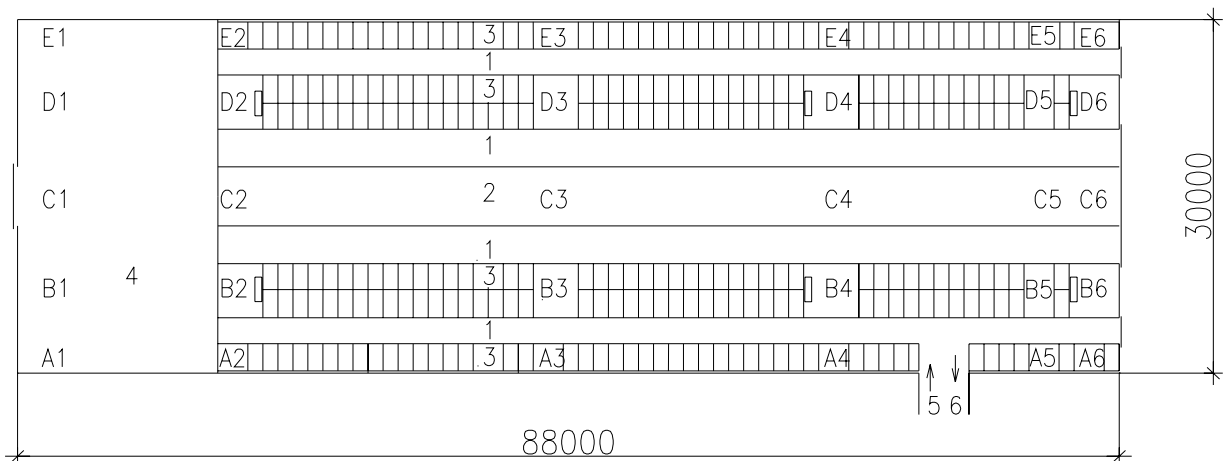 E1 E2 3 E3 E4 E5 E6
1
D1 D2 3 D3 D4 D5 D6
1
C1 C2 2 C3 C4 C5 C6
30000
1
B1 4 B2 3 B3 B4 B5 B6
1
A1 A2 3 A3 A4 A5 A6
5 6
88000